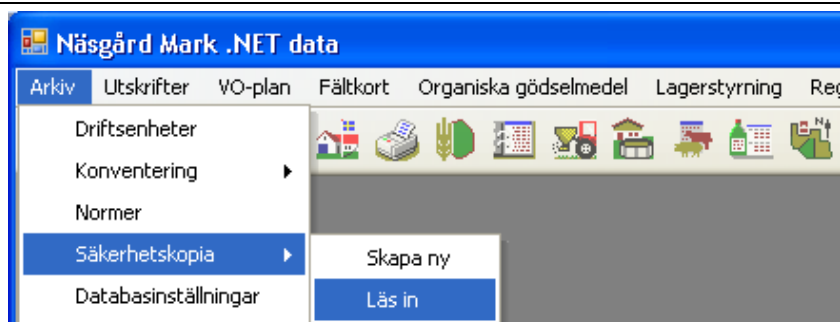 Näsgård Mark .NET data
Arkiv Utskrifter VO-plan Fältkort Organiska gödselmedel Lagerstyrning
Driftsenheter
Konventering
Normer
Säkerhetskopia
Skapa ny
Databasinställningar
Läs in